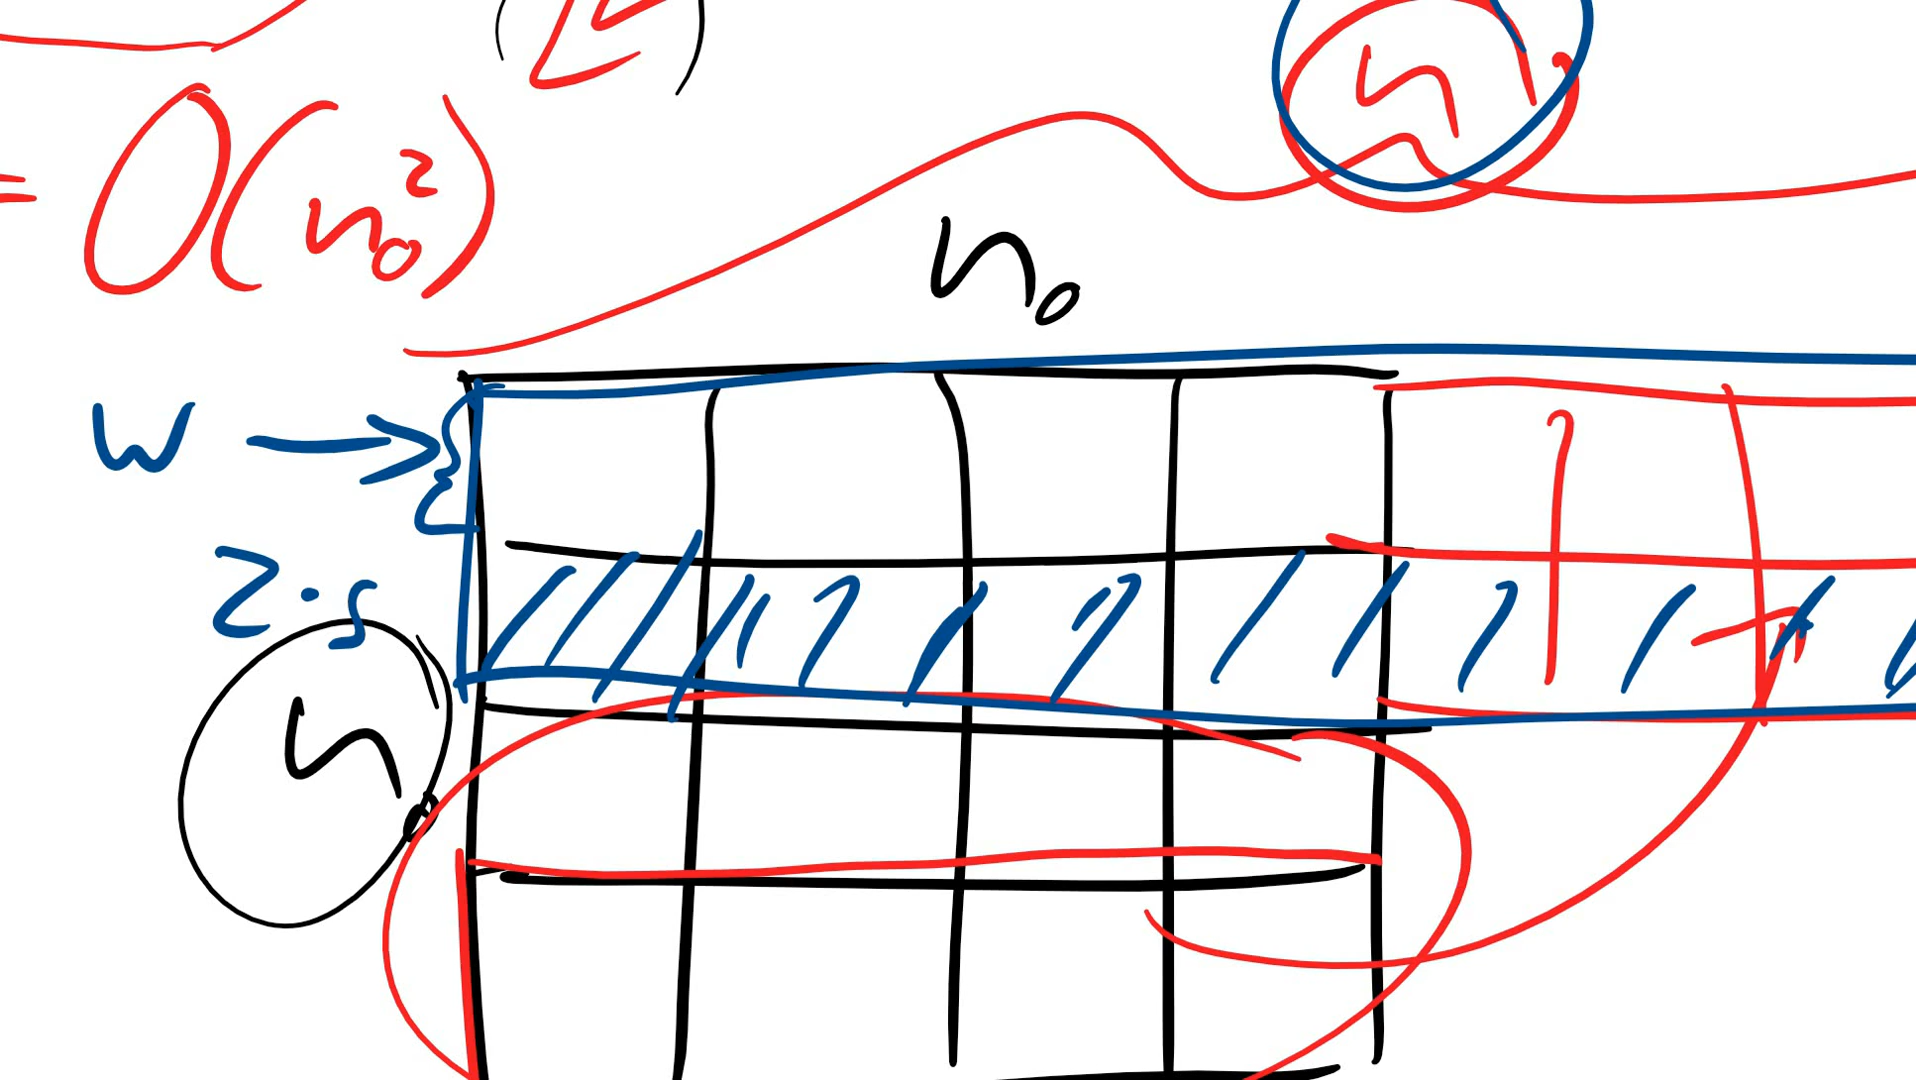 n
= O(n₀²)
n₀
w →
2·s
n